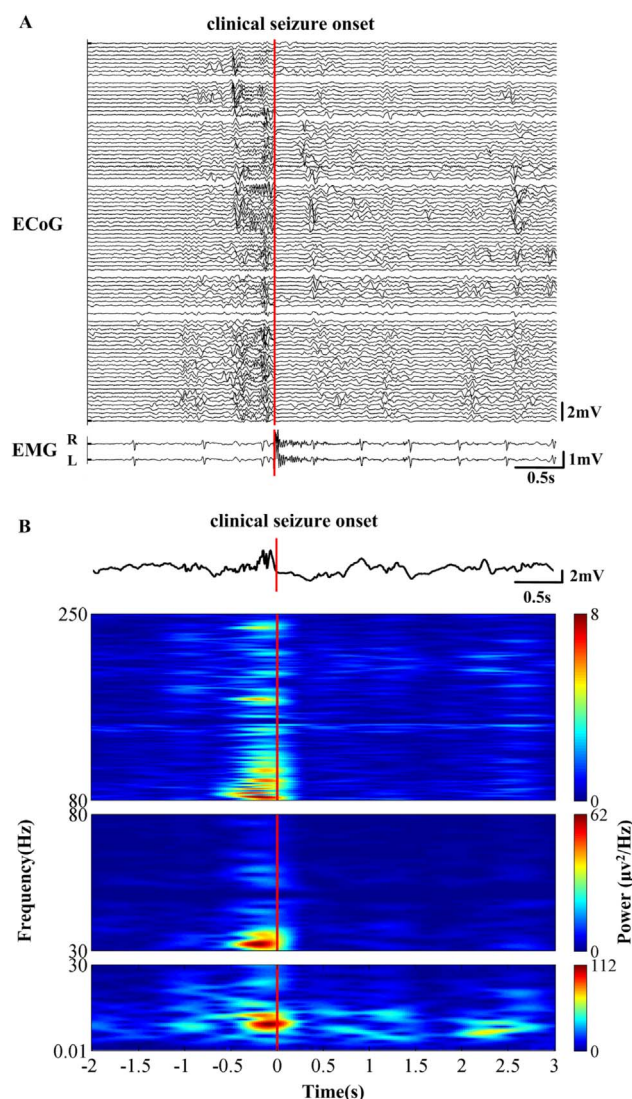 A
clinical seizure onset
ECoG
2mV
EMG
R
L
1mV
0.5s
B
clinical seizure onset
2mV
0.5s
250
8
80
0
80
62
30
0
30
112
0.01
0
Frequency(Hz)
Power (μv²/Hz)
-2 -1.5 -1 -0.5 0 0.5 1 1.5 2 2.5 3
Time(s)